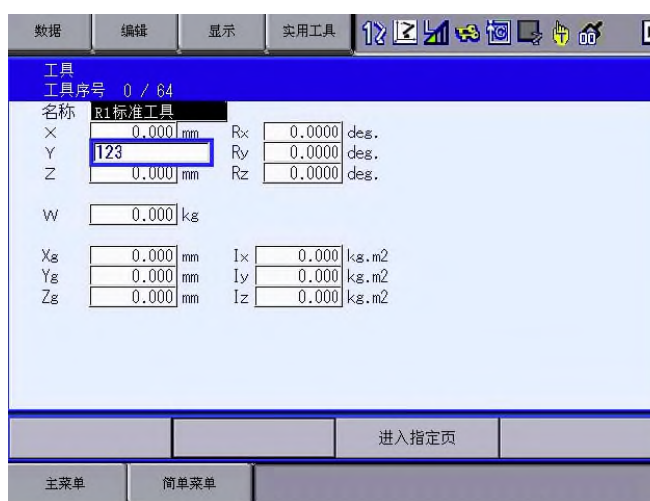 数据 编辑 显示 实用工具
工具
工具序号 0 / 64
名称 R1标准工具
X 0.000 mm Rx 0.0000 deg.
Y 123 Ry 0.0000 deg.
Z 0.000 mm Rz 0.0000 deg.
W 0.000 kg
Xg 0.000 mm Ix 0.000 kg.m2
Yg 0.000 mm Iy 0.000 kg.m2
Zg 0.000 mm Iz 0.000 kg.m2
进入指定页
主菜单 简单菜单